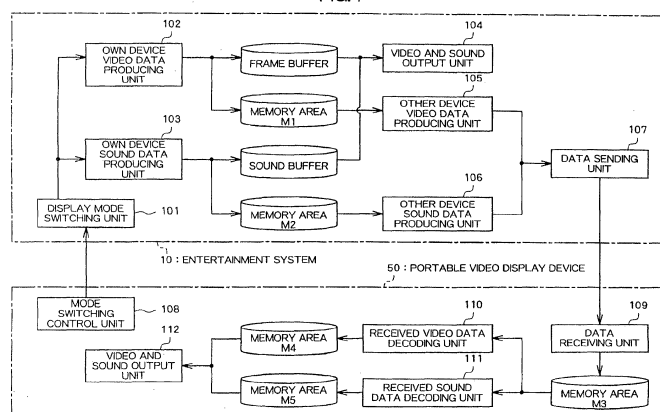 102
OWN DEVICE
VIDEO DATA
PRODUCING
UNIT
FRAME BUFFER
104
VIDEO AND SOUND
OUTPUT UNIT
MEMORY AREA
M1
105
OTHER DEVICE
VIDEO DATA
PRODUCING UNIT
103
OWN DEVICE
SOUND DATA
PRODUCING
UNIT
SOUND BUFFER
107
DATA SENDING
UNIT
106
MEMORY AREA
M2
OTHER DEVICE
SOUND DATA
PRODUCING UNIT
DISPLAY MODE
SWITCHING UNIT
101
10 : ENTERTAINMENT SYSTEM
50 : PORTABLE VIDEO DISPLAY DEVICE
MODE
SWITCHING
CONTROL UNIT
108
112
VIDEO AND
SOUND OUTPUT
UNIT
MEMORY AREA
M4
110
RECEIVED VIDEO DATA
DECODING UNIT
109
DATA
RECEIVING UNIT
MEMORY AREA
M5
111
RECEIVED SOUND
DATA DECODING UNIT
MEMORY AREA
M3